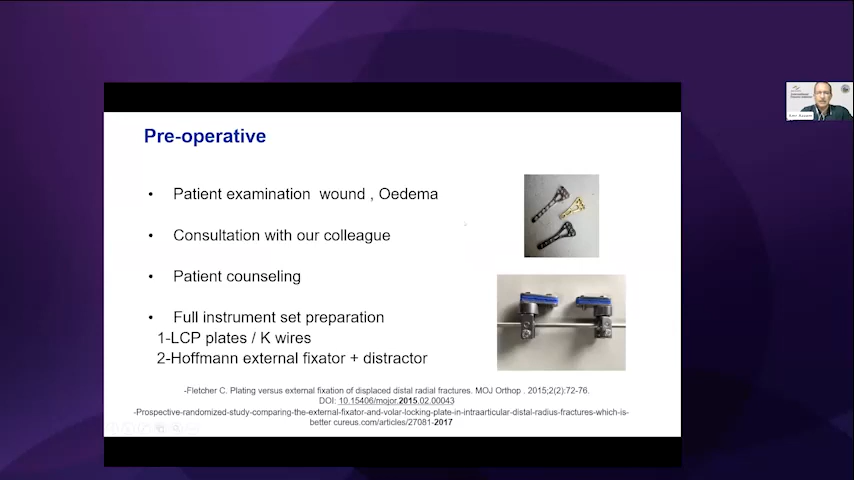 Pre-operative
• Patient examination wound , Oedema
• Consultation with our colleague
• Patient counseling
• Full instrument set preparation
1-LCP plates / K wires
2-Hoffmann external fixator + distractor
-Fletcher C. Plating versus external fixation of displaced distal radial fractures. MOJ Orthop . 2015;2(2):72-76.
DOI: 10.15406/mojor.2015.02.00043
-Prospective-randomized-study-comparing-the-external-fixator-and-volar-locking-plate-in-intraarticular-distal-radius-fractures-which-is-
better cureus.com/articles/27081-2017